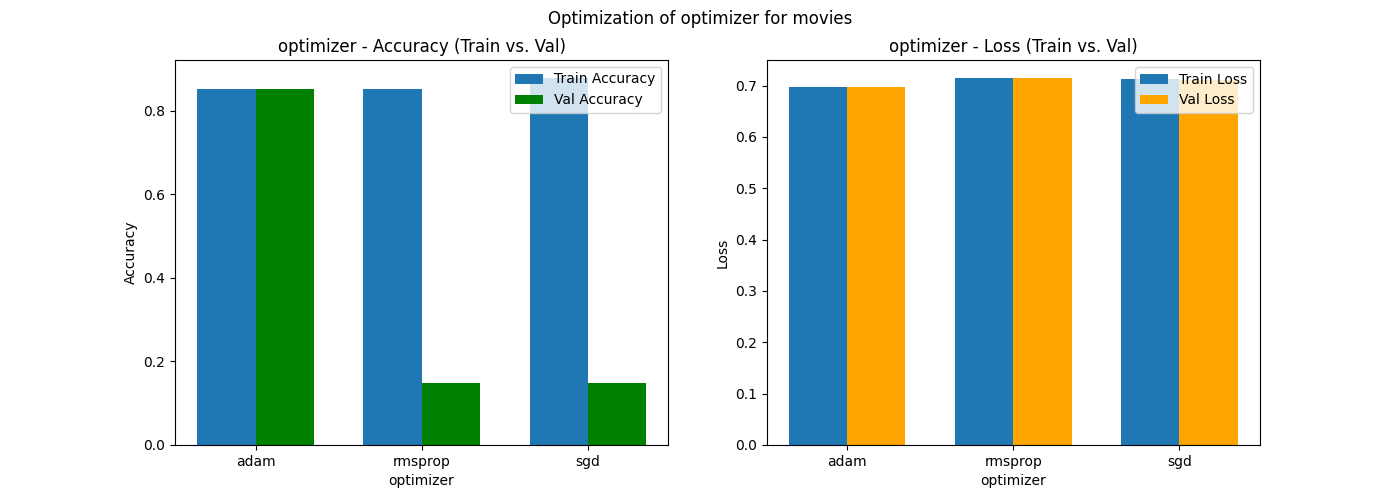 Optimization of optimizer for movies
optimizer - Accuracy (Train vs. Val)
Train Accuracy
Val Accuracy
0.8
0.6
0.4
0.2
0.0
Accuracy
adam
rmsprop
sgd
optimizer
optimizer - Loss (Train vs. Val)
Train Loss
Val Loss
0.7
0.6
0.5
0.4
0.3
0.2
0.1
0.0
Loss
adam
rmsprop
sgd
optimizer